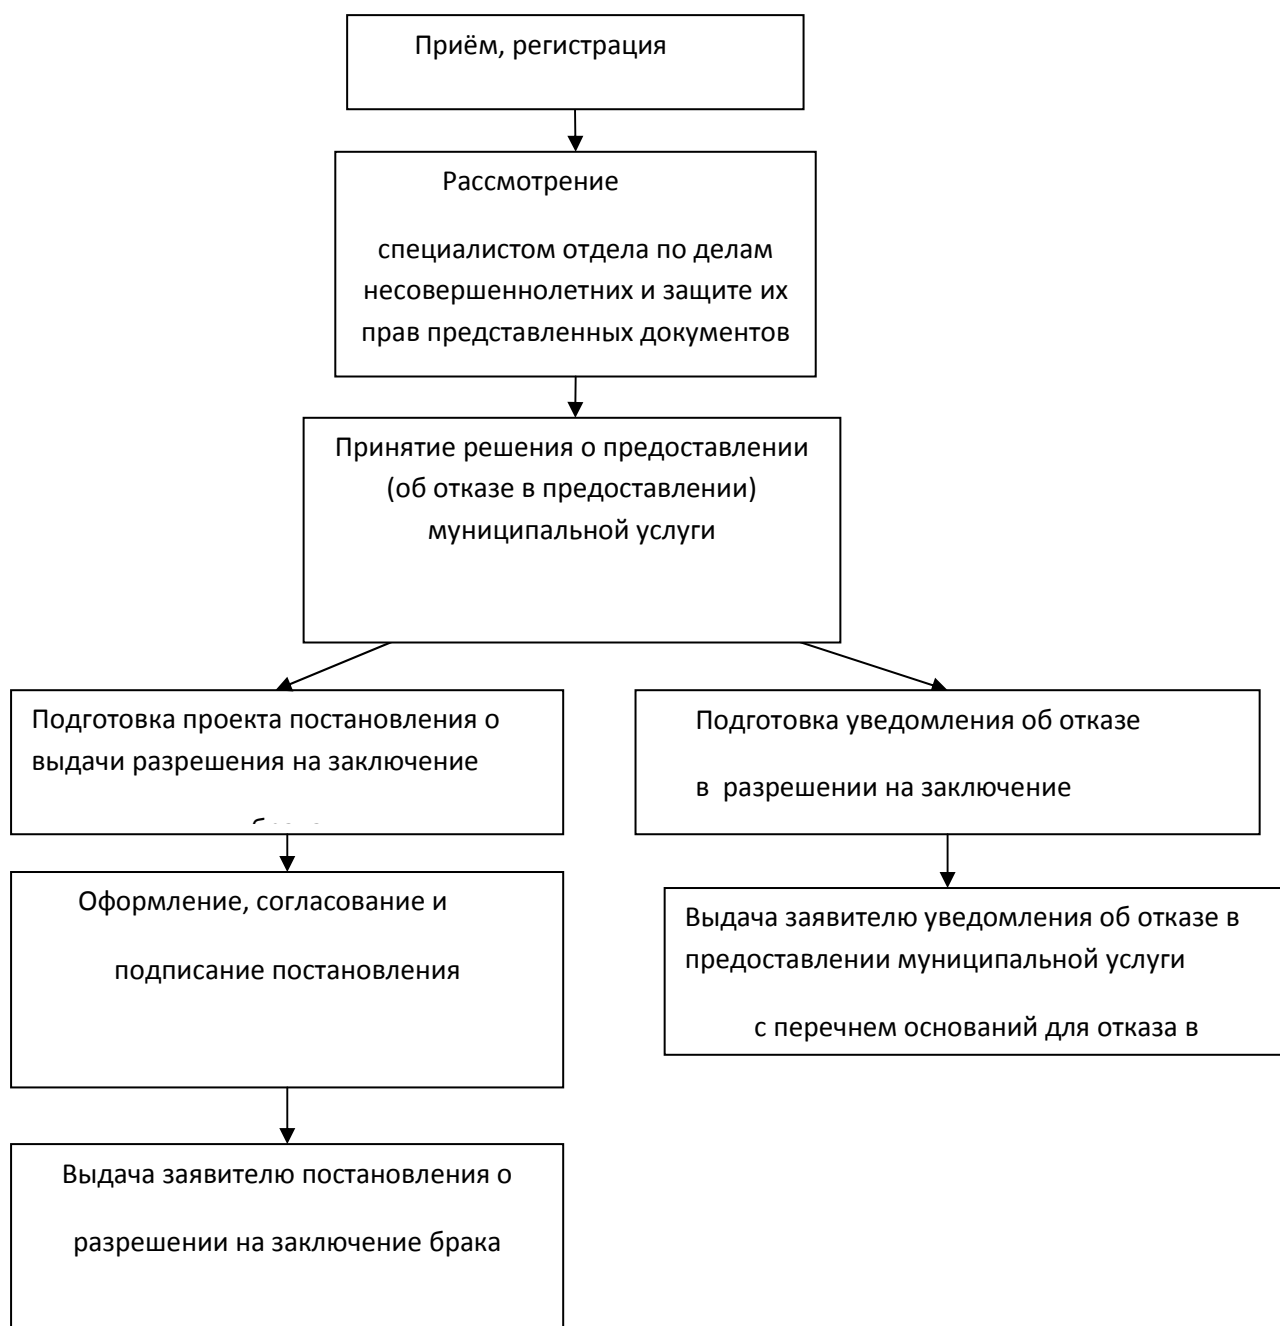 Приём, регистрация
Рассмотрение
специалистом отдела по делам
несовершеннолетних и защите их
прав представленных документов
Принятие решения о предоставлении
(об отказе в предоставлении)
муниципальной услуги
Подготовка проекта постановления о
выдачи разрешения на заключение
Подготовка уведомления об отказе
в разрешении на заключение
Оформление, согласование и
подписание постановления
Выдача заявителю уведомления об отказе в
предоставлении муниципальной услуги
с перечнем оснований для отказа в
Выдача заявителю постановления о
разрешении на заключение брака